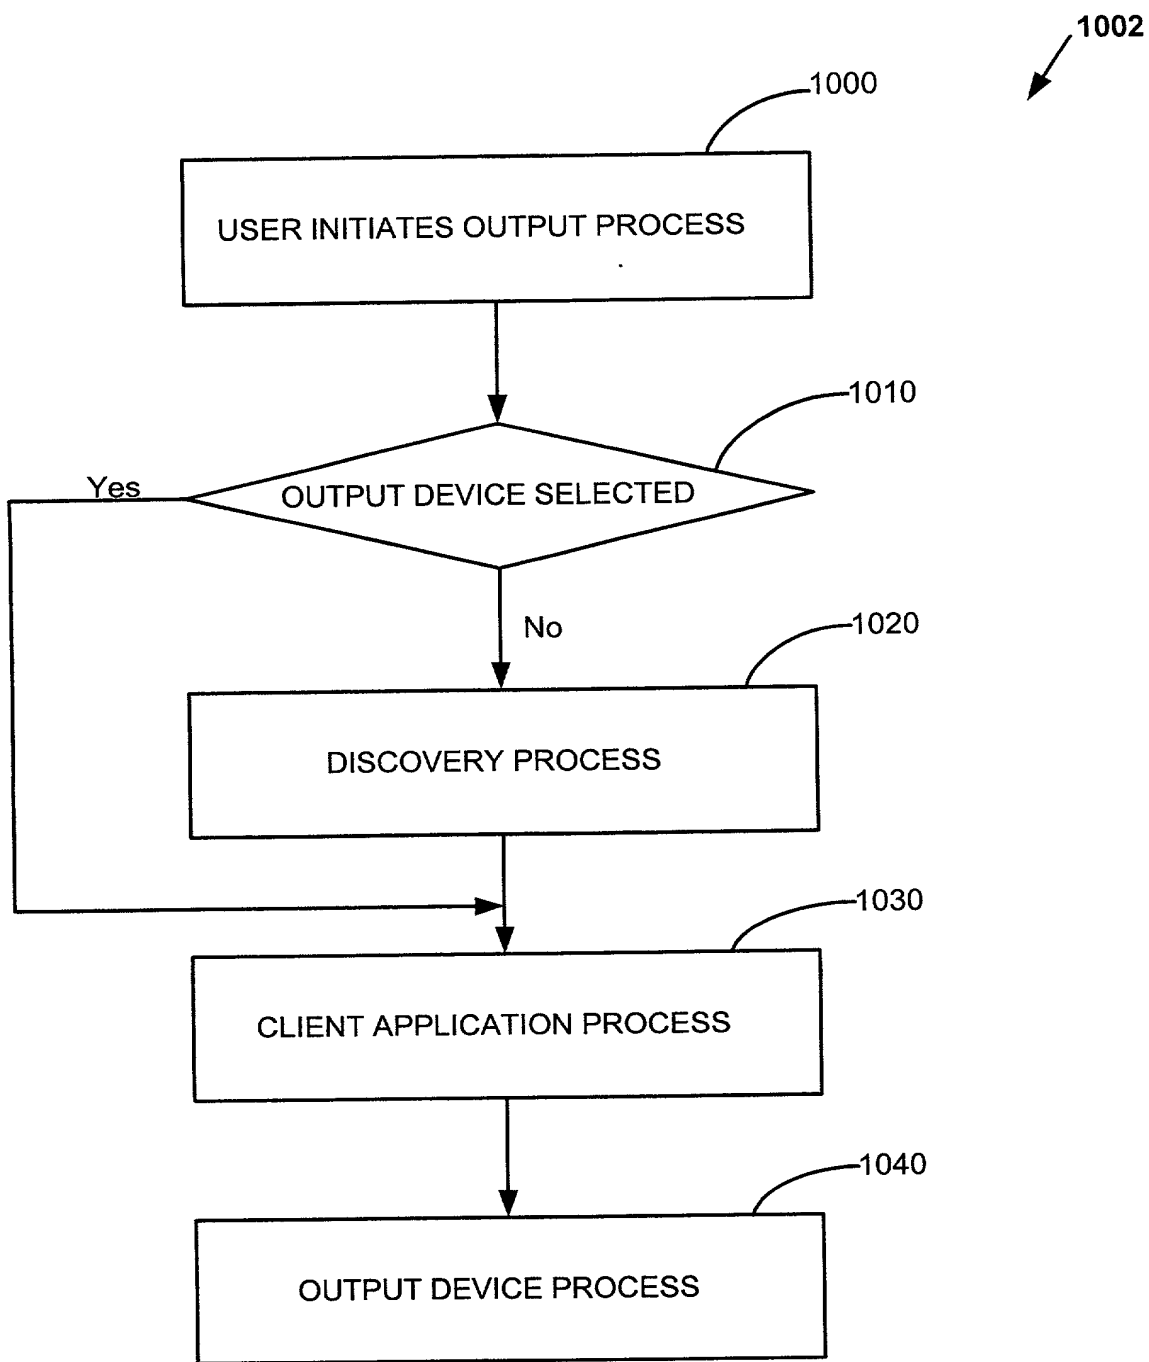 1002
1000
USER INITIATES OUTPUT PROCESS
1010
Yes
OUTPUT DEVICE SELECTED
No
1020
DISCOVERY PROCESS
1030
CLIENT APPLICATION PROCESS
1040
OUTPUT DEVICE PROCESS